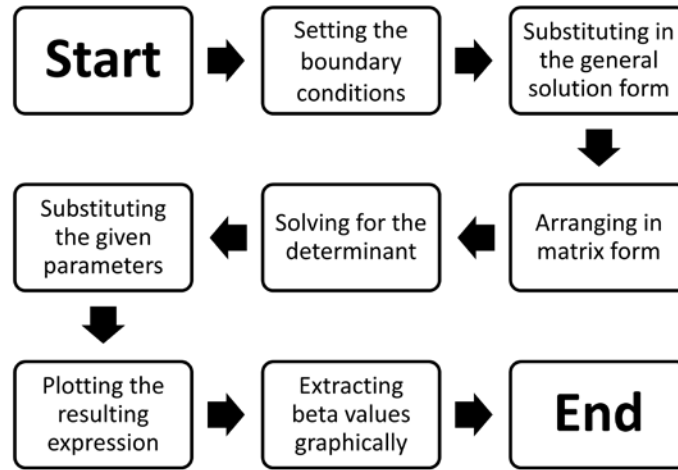 Start
Setting the
boundary
conditions
Substituting in
the general
solution form
Arranging in
matrix form
Solving for the
determinant
Substituting
the given
parameters
Plotting the
resulting
expression
Extracting
beta values
graphically
End